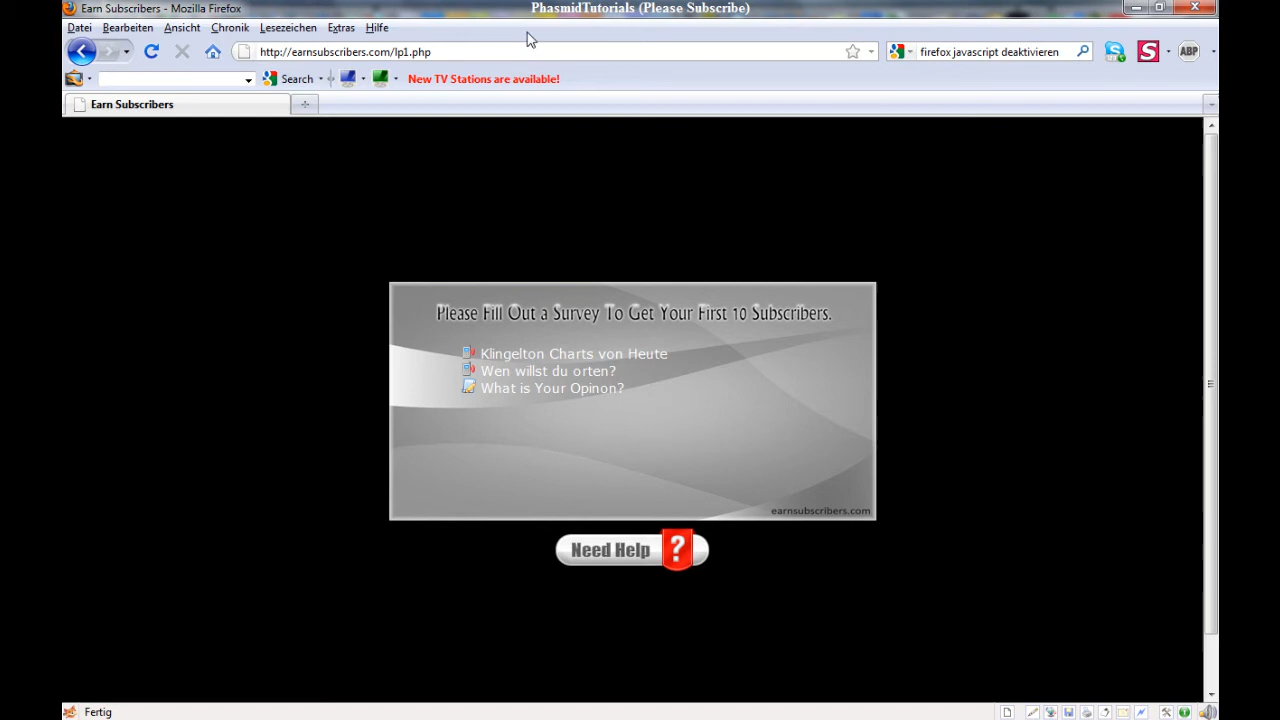 PhasmidTutorials (Please Subscribe)
Earn Subscribers - Mozilla Firefox
Datei Bearbeiten Ansicht Chronik Lesezeichen Extras Hilfe
http://earnsubscribers.com/lp1.php
firefox javascript deaktivieren
S
ABP
Search
New TV Stations are available!
Earn Subscribers
Please Fill Out a Survey To Get Your First 10 Subscribers.
Klingelton Charts von Heute
Wen willst du orten?
What is Your Opinon?
earnsubscribers.com
Need Help ?
Fertig